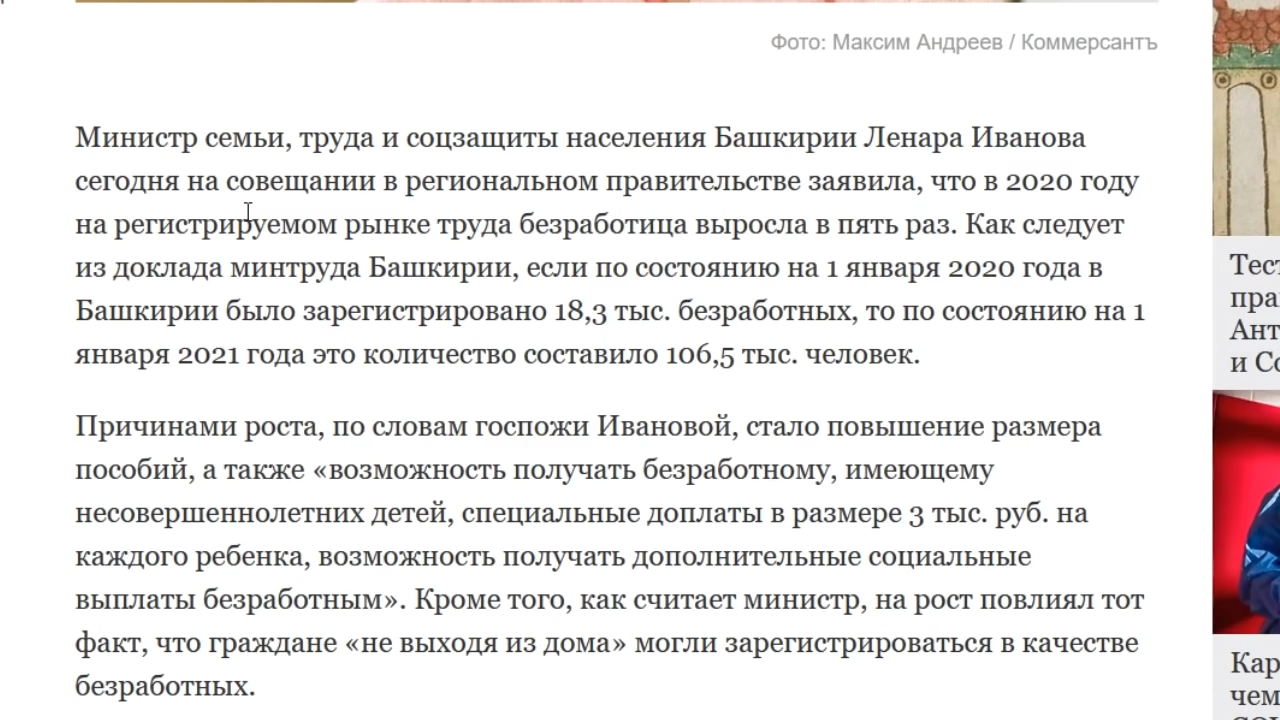 Фото: Максим Андреев / Коммерсантъ
Министр семьи, труда и соцзащиты населения Башкирии Ленара Иванова
сегодня на совещании в региональном правительстве заявила, что в 2020 году
на регистрируемом рынке труда безработица выросла в пять раз. Как следует
из доклада минтруда Башкирии, если по состоянию на 1 января 2020 года в
Башкирии было зарегистрировано 18,3 тыс. безработных, то по состоянию на 1
января 2021 года это количество составило 106,5 тыс. человек.
Причинами роста, по словам госпожи Ивановой, стало повышение размера
пособий, а также «возможность получать безработному, имеющему
несовершеннолетних детей, специальные доплаты в размере 3 тыс. руб. на
каждого ребенка, возможность получать дополнительные социальные
выплаты безработным». Кроме того, как считает министр, на рост повлиял тот
факт, что граждане «не выходя из дома» могли зарегистрироваться в качестве
безработных.